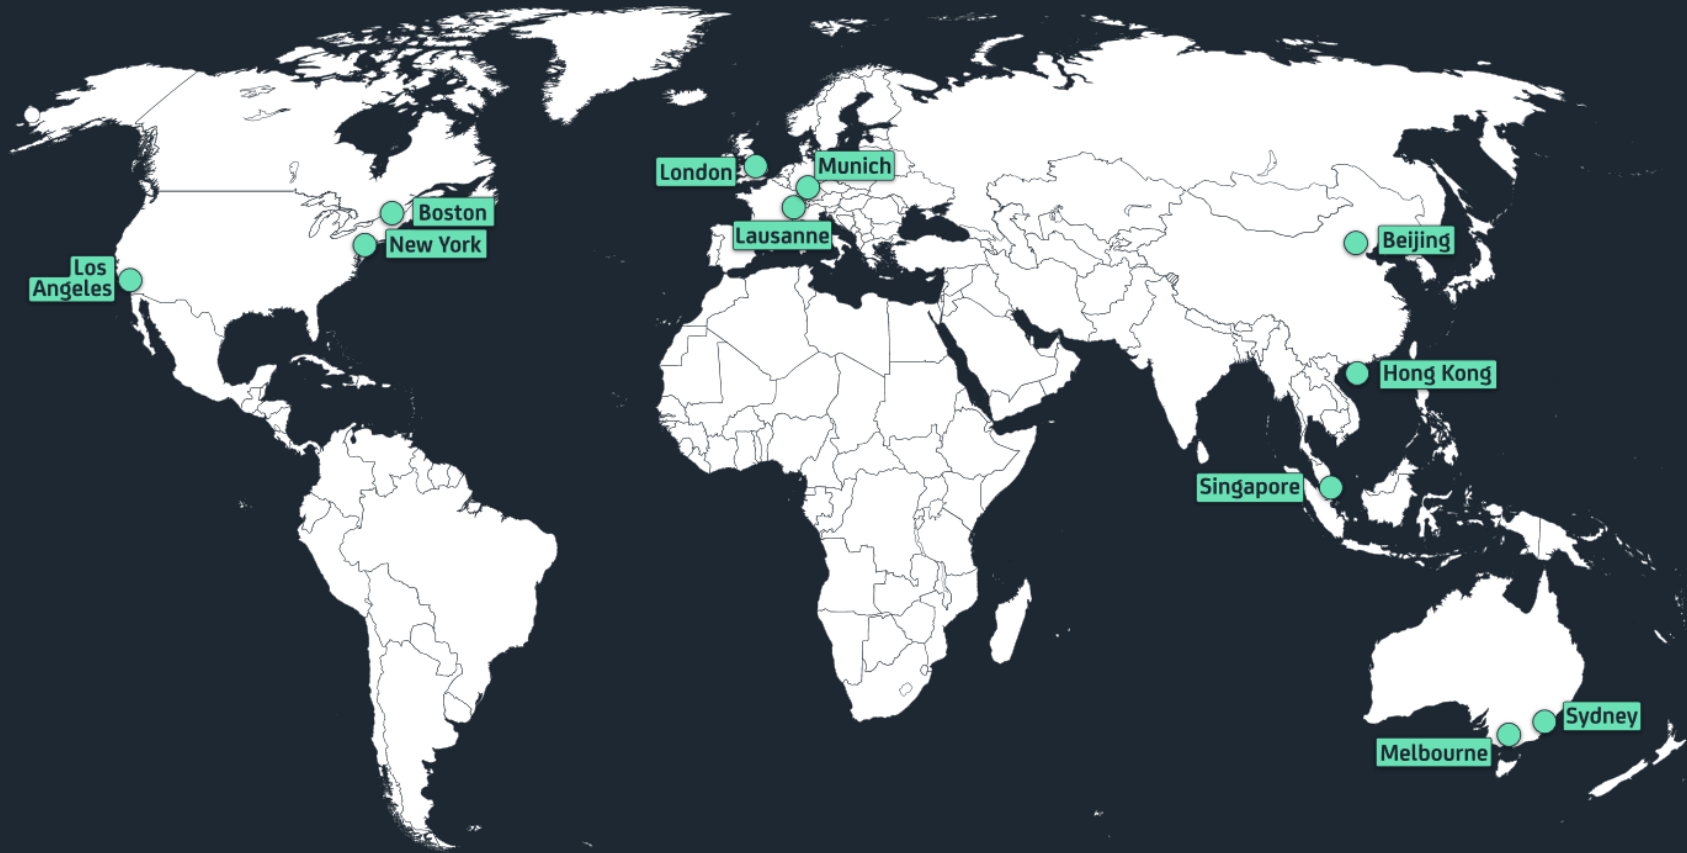 London
Munich
Boston
Lausanne
New York
Beijing
Los
Angeles
Hong Kong
Singapore
Sydney
Melbourne